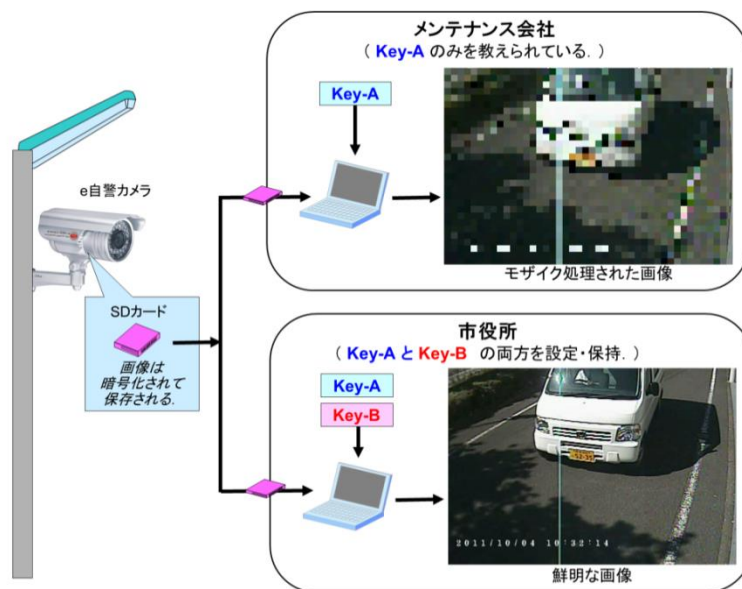 メンテナンス会社
( Key-A のみを教えられている. )
Key-A
e自警カメラ
モザイク処理された画像
SDカード
画像は
暗号化されて
保存される.
市役所
( Key-A と Key-B の両方を設定・保持. )
Key-A
Key-B
2011/10/04 10:32:14
鮮明な画像